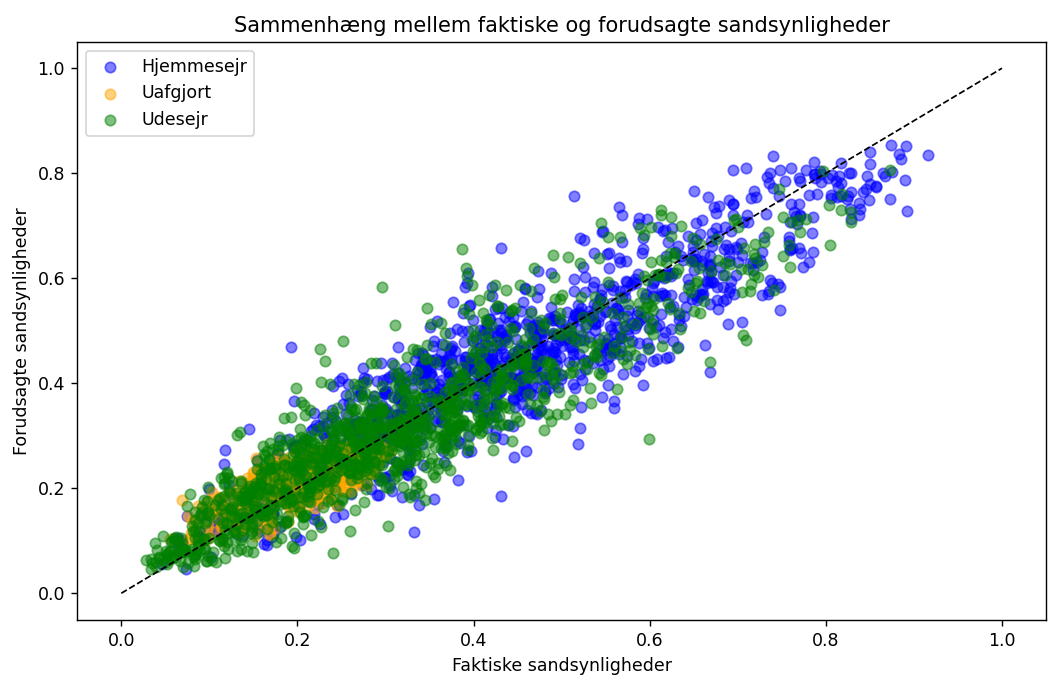 Sammenhæng mellem faktiske og forudsagte sandsynligheder
Hjemmesejr
Uafgjort
Udesejr
Forudsagte sandsynligheder
1.0
0.8
0.6
0.4
0.2
0.0
0.0 0.2 0.4 0.6 0.8 1.0
Faktiske sandsynligheder